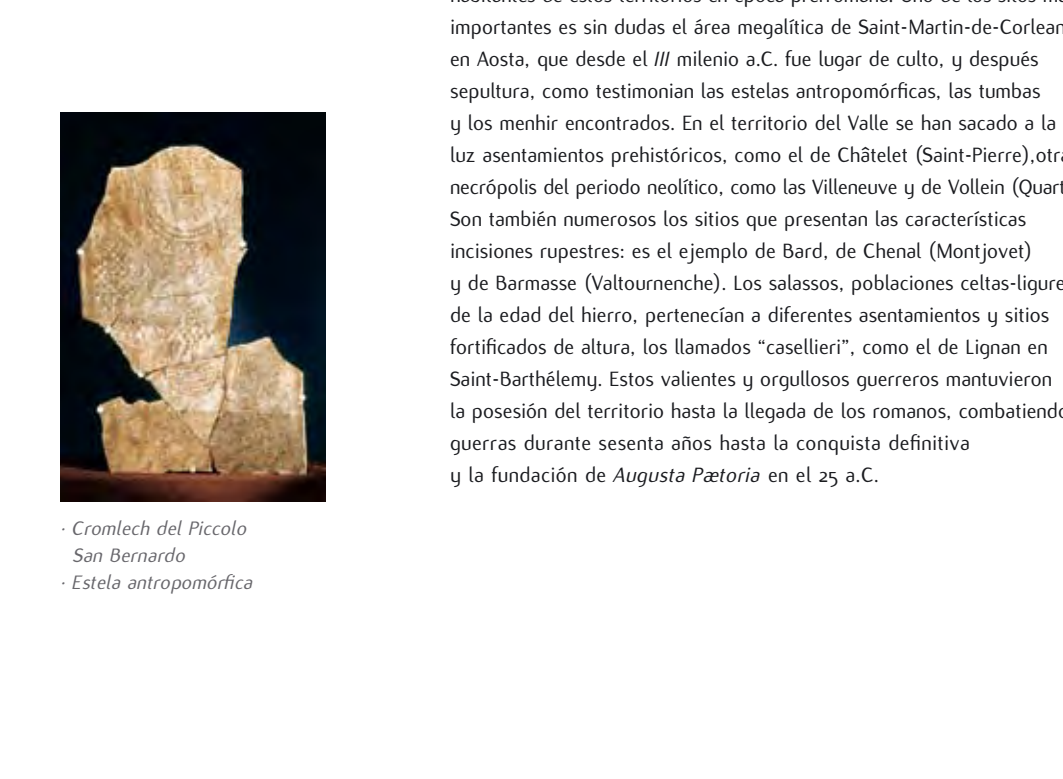 importantes es sin dudas el área megalítica de Saint-Martin-de-Corlean
en Aosta, que desde el III milenio a.C. fue lugar de culto, y después
sepultura, como testimonian las estelas antropomórficas, las tumbas
y los menhir encontrados. En el territorio del Valle se han sacado a la
luz asentamientos prehistóricos, como el de Châtelet (Saint-Pierre),otra
necrópolis del periodo neolítico, como las Villeneuve y de Vollein (Quart
Son también numerosos los sitios que presentan las características
incisiones rupestres: es el ejemplo de Bard, de Chenal (Montjovet)
y de Barmasse (Valtournenche). Los salassos, poblaciones celtas-ligure
de la edad del hierro, pertenecían a diferentes asentamientos y sitios
fortificados de altura, los llamados “casellieri”, como el de Lignan en
Saint-Barthélemy. Estos valientes y orgullosos guerreros mantuvieron
la posesión del territorio hasta la llegada de los romanos, combatiendo
guerras durante sesenta años hasta la conquista definitiva
y la fundación de Augusta Pætoria en el 25 a.C.
· Cromlech del Piccolo
San Bernardo
· Estela antropomórfica